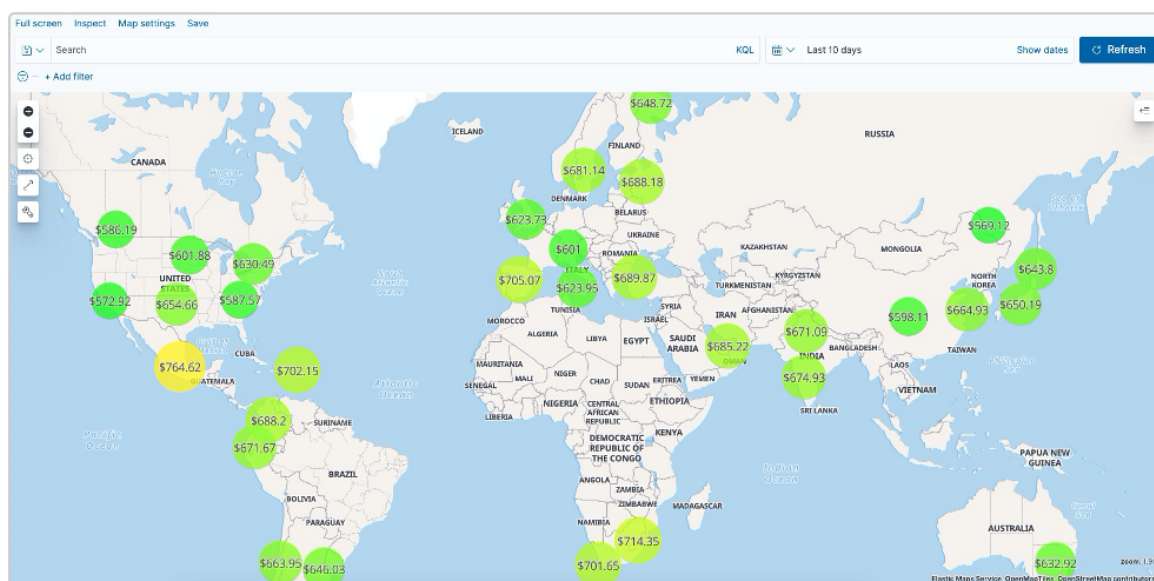 Full screen Inspect Map settings Save
Search KQL Last 10 days Show dates Refresh
+ Add filter
$648.72
ICELAND
RUSSIA
FINLAND
CANADA
Hudson
Bay
$681.14
$688.18
DENMARK
BELARUS
$623.73
$569.12
$586.19
UKRAINE
$601
KAZAKHSTAN
MONGOLIA
$601.88
$630.49
ROMANIA
ITALY
$643.8
UNITED
STATES
$705.07
$689.87
KYRGYZSTAN
NORTH
KOREA
TURKMENISTAN
$623.95
$572.92
$654.66
$587.57
$650.19
TUNISIA
SYRIA
$664.93
$598.11
IRAN AFGHANISTAN
MOROCCO
ISRAEL
$671.09
ALGERIA
LIBYA
EGYPT
SAUDI
ARABIA
$685.22
BANGLADESH
TAIWAN
CUBA
INDIA
OMAN
$764.62
$702.15
MAURITANIA
LAOS
GUATEMALA
MALI
NIGER
CHAD
SUDAN
ERITREA
YEMEN
$674.93
SENEGAL
Atlantic
Ocean
VIETNAM
NIGERIA
CENTRAL
AFRICAN
REPUBLIC
ETHIOPIA
SRI LANKA
LIBERIA
$688.2
SURINAME
Pacific
Ocean
KENYA
$671.67
DEMOCRATIC
REPUBLIC OF
THE CONGO
PAPUA NEW
GUINEA
BRAZIL
Indian
Ocean
ANGOLA
ZAMBIA
BOLIVIA
ZIMBABWE
MADAGASCAR
NAMIBIA
PARAGUAY
AUSTRALIA
$714.35
$663.95
$646.03
$701.65
$632.92
Elastic Maps Service, OpenMapTiles, OpenStreetMap